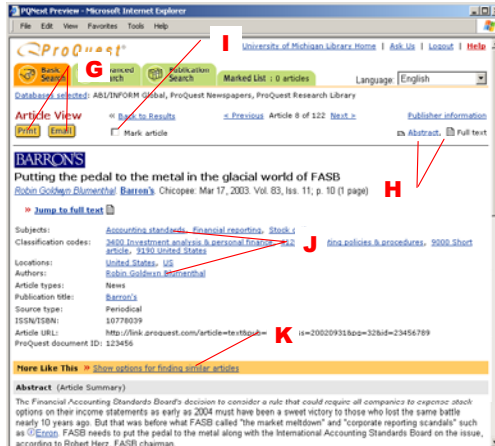 PQNext Preview - Microsoft Internet Explorer
File Edit View Favorites Tools Help
ProQuest®
University of Michigan Library Home | Ask Us | Logout | Help
I
Basic Search
G
Search
Publication Search
Marked List : 0 articles
Language: English
Databases selected: ABI/INFORM Global, ProQuest Newspapers, ProQuest Research Library
Article View
« Back to Results
< Previous Article 8 of 122 Next >
Publisher information
Print Email
Mark article
Abstract, Full text
H
BARRON'S
Putting the pedal to the metal in the glacial world of FASB
Robin Goldwyn Blumenthal. Barron's. Chicopee: Mar 17, 2003. Vol. 83, Iss. 11; p. 10 (1 page)
» Jump to full text
Subjects: Accounting standards, Financial reporting, Stock
Classification codes: 3400 Investment analysis & personal finance, policies & procedures, 9000 Short
article, 9190 United States
J
Locations: United States, US
Authors: Robin Goldwyn Blumenthal
Article types: News
Publication title: Barron's
Source type: Periodical
ISSN/ISBN: 10778039
Article URL: http://link.proquest.com/article=text&pub= is=20020931&pq=32&id=23456789
ProQuest document ID: 123456
K
More Like This » Show options for finding similar articles
Abstract (Article Summary)
The Financial Accounting Standards Board's decision to consider a rule that could require all companies to expense stock
options on their income statements as early as 2004 must have been a sweet victory to those who lost the same battle
nearly 10 years ago. But that was before what FASB called "the market meltdown" and "corporate reporting scandals" such
as Enron. FASB needs to put the pedal to the metal along with the International Accounting Standards Board on the issue,
according to Robert Herz, FASB chairman.